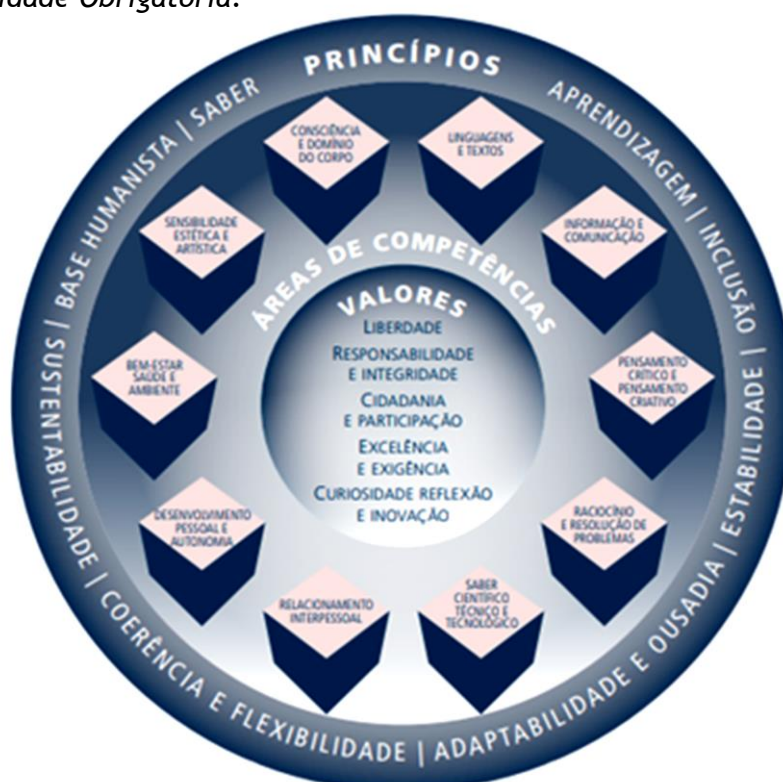 idade Obrigatória.
PRINCÍPIOS
BASE HUMANISTA | SABER
APRENDIZAGEM | INCLUSÃO |
ESTABILIDADE |
ADAPTABILIDADE E OUSADIA |
COERÊNCIA E FLEXIBILIDADE |
SUSTENTABILIDADE |
CONSCIÊNCIA
E DOMÍNIO
DO CORPO
LINGUAGENS
E TEXTOS
SENSIBILIDADE
ESTÉTICA E
ARTÍSTICA
INFORMAÇÃO E
COMUNICAÇÃO
ÁREAS DE COMPETÊNCIAS
VALORES
LIBERDADE
RESPONSABILIDADE
E INTEGRIDADE
CIDADANIA
E PARTICIPAÇÃO
EXCELÊNCIA
E EXIGÊNCIA
CURIOSIDADE REFLEXÃO
E INOVAÇÃO
BEM-ESTAR
SAÚDE E
AMBIENTE
PENSAMENTO
CRÍTICO E
PENSAMENTO
CRIATIVO
DESENVOLVIMENTO
PESSOAL E
AUTONOMIA
RACIOCÍNIO
E RESOLUÇÃO DE
PROBLEMAS
RELACIONAMENTO
INTERPESSOAL
SABER
CIENTÍFICO
TÉCNICO E
TECNOLÓGICO